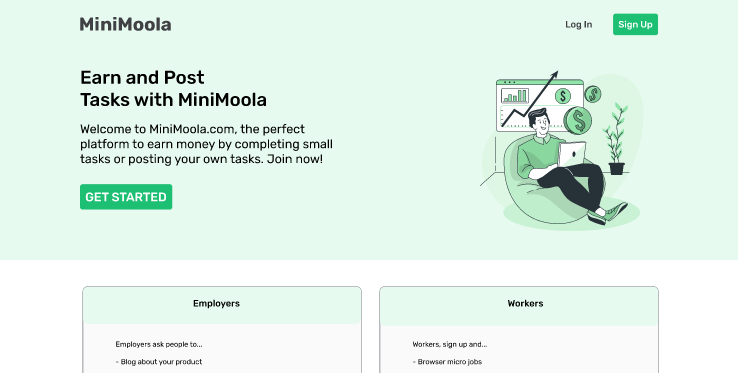 MiniMoola
Log In
Sign Up
Earn and Post
Tasks with MiniMoola
Welcome to MiniMoola.com, the perfect
platform to earn money by completing small
tasks or posting your own tasks. Join now!
GET STARTED
Employers
Employers ask people to...
- Blog about your product
Workers
Workers, sign up and...
- Browser micro jobs